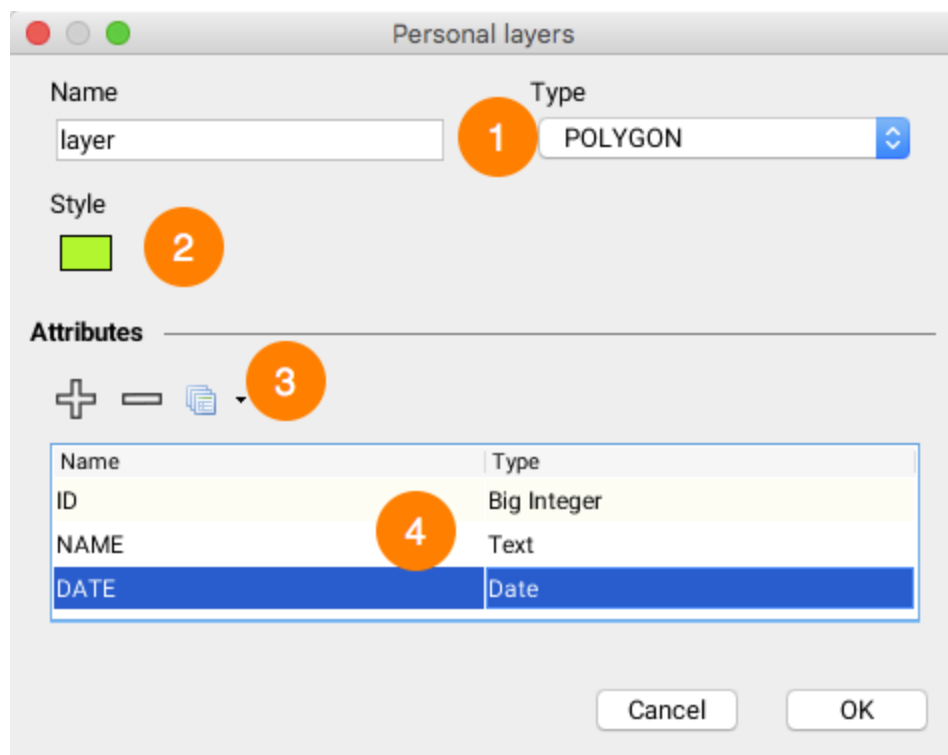 Personal layers
Name Type
layer 1 POLYGON
Style
2
Attributes
3
Name Type
ID Big Integer
4
NAME Text
DATE Date
Cancel OK